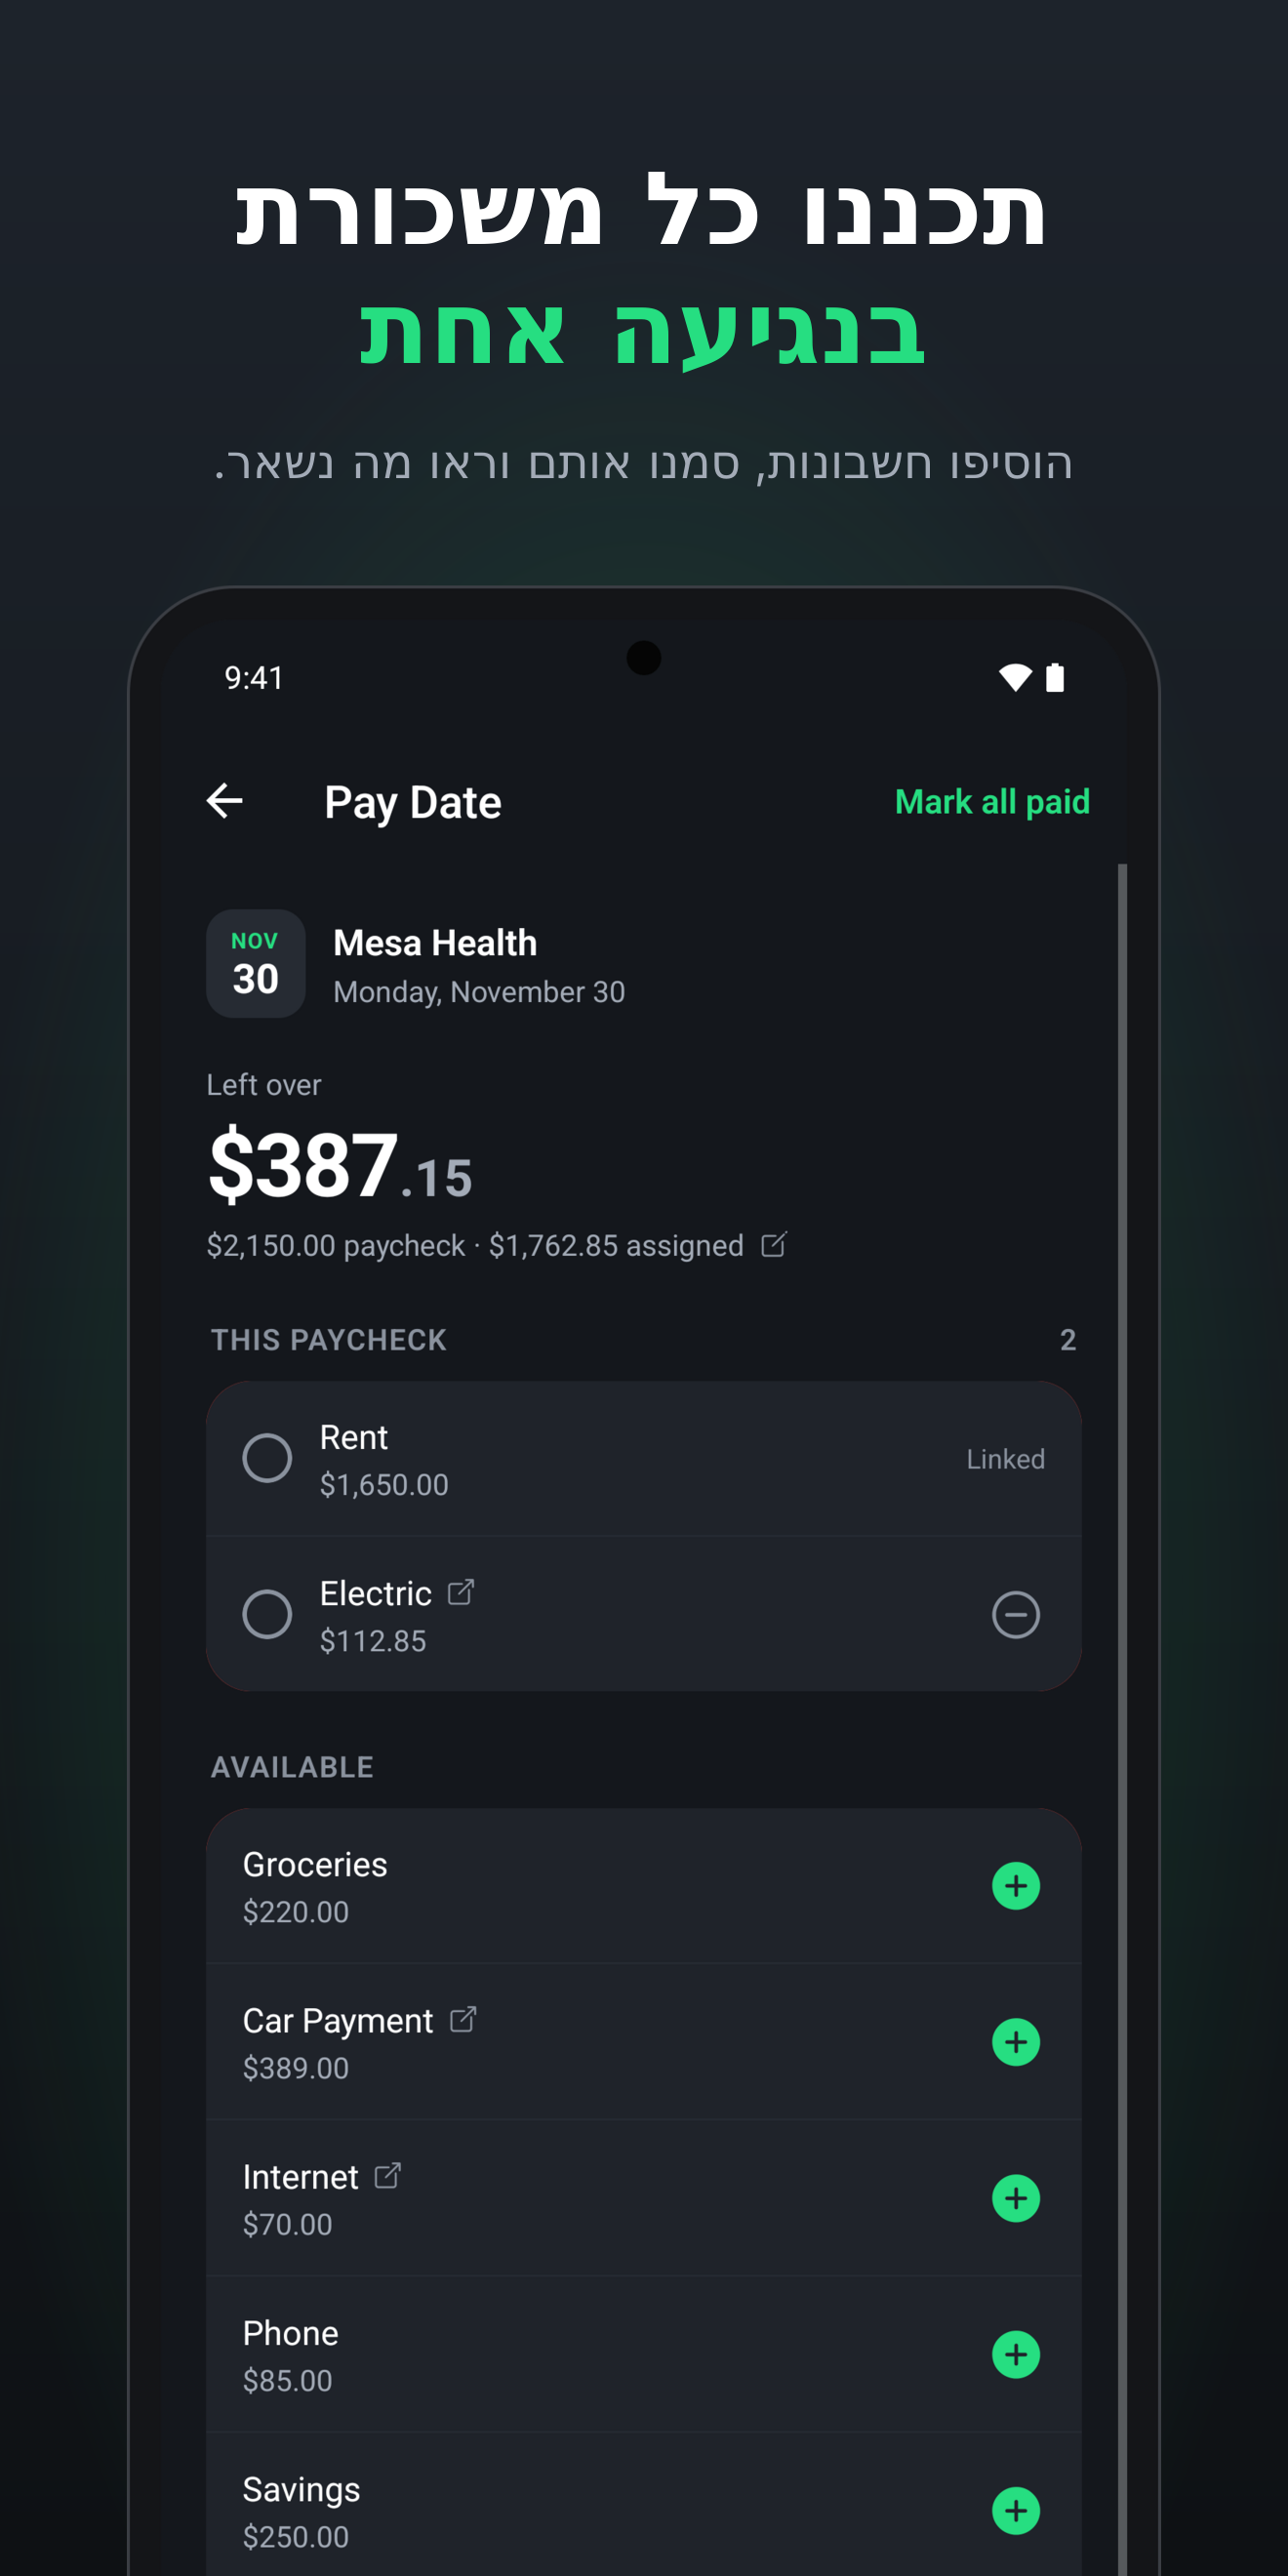 תכננו כל משכורת
בנגיעה אחת
הוסיפו חשבונות, סמנו אותם וראו מה נשאר.
9:41
Pay Date
Mark all paid
NOV
30
Mesa Health
Monday, November 30
Left over
$387.15
$2,150.00 paycheck · $1,762.85 assigned
THIS PAYCHECK
2
Rent
$1,650.00
Linked
Electric
$112.85
AVAILABLE
Groceries
$220.00
Car Payment
$389.00
Internet
$70.00
Phone
$85.00
Savings
$250.00